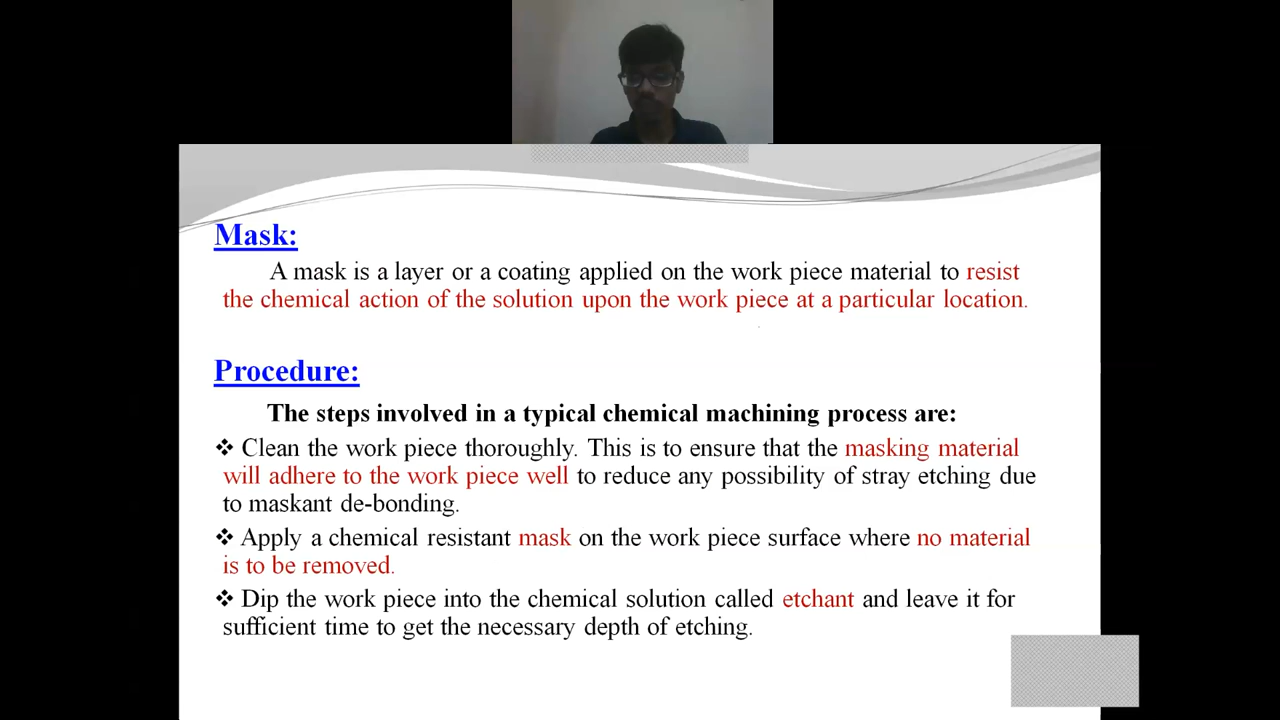 Mask:
A mask is a layer or a coating applied on the work piece material to resist
the chemical action of the solution upon the work piece at a particular location.
Procedure:
The steps involved in a typical chemical machining process are:
❖ Clean the work piece thoroughly. This is to ensure that the masking material
will adhere to the work piece well to reduce any possibility of stray etching due
to maskant de-bonding.
❖ Apply a chemical resistant mask on the work piece surface where no material
is to be removed.
❖ Dip the work piece into the chemical solution called etchant and leave it for
sufficient time to get the necessary depth of etching.